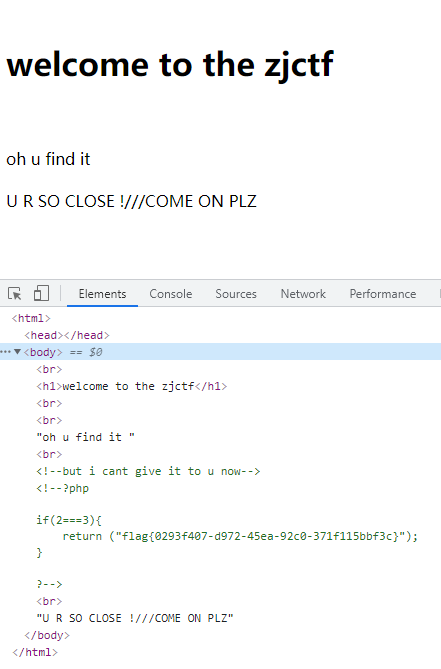 welcome to the zjctf
oh u find it
U R SO CLOSE !///COME ON PLZ
Elements Console Sources Network Performance
<html>
<head></head>
<body> == $0
<br>
<h1>welcome to the zjctf</h1>
<br>
<br>
"oh u find it "
<br>
<!--but i cant give it to u now-->
<!--?php
if(2===3){
return ("flag{0293f407-d972-45ea-92c0-371f115bbf3c}");
}
?-->
<br>
"U R SO CLOSE !///COME ON PLZ"
</body>
</html>